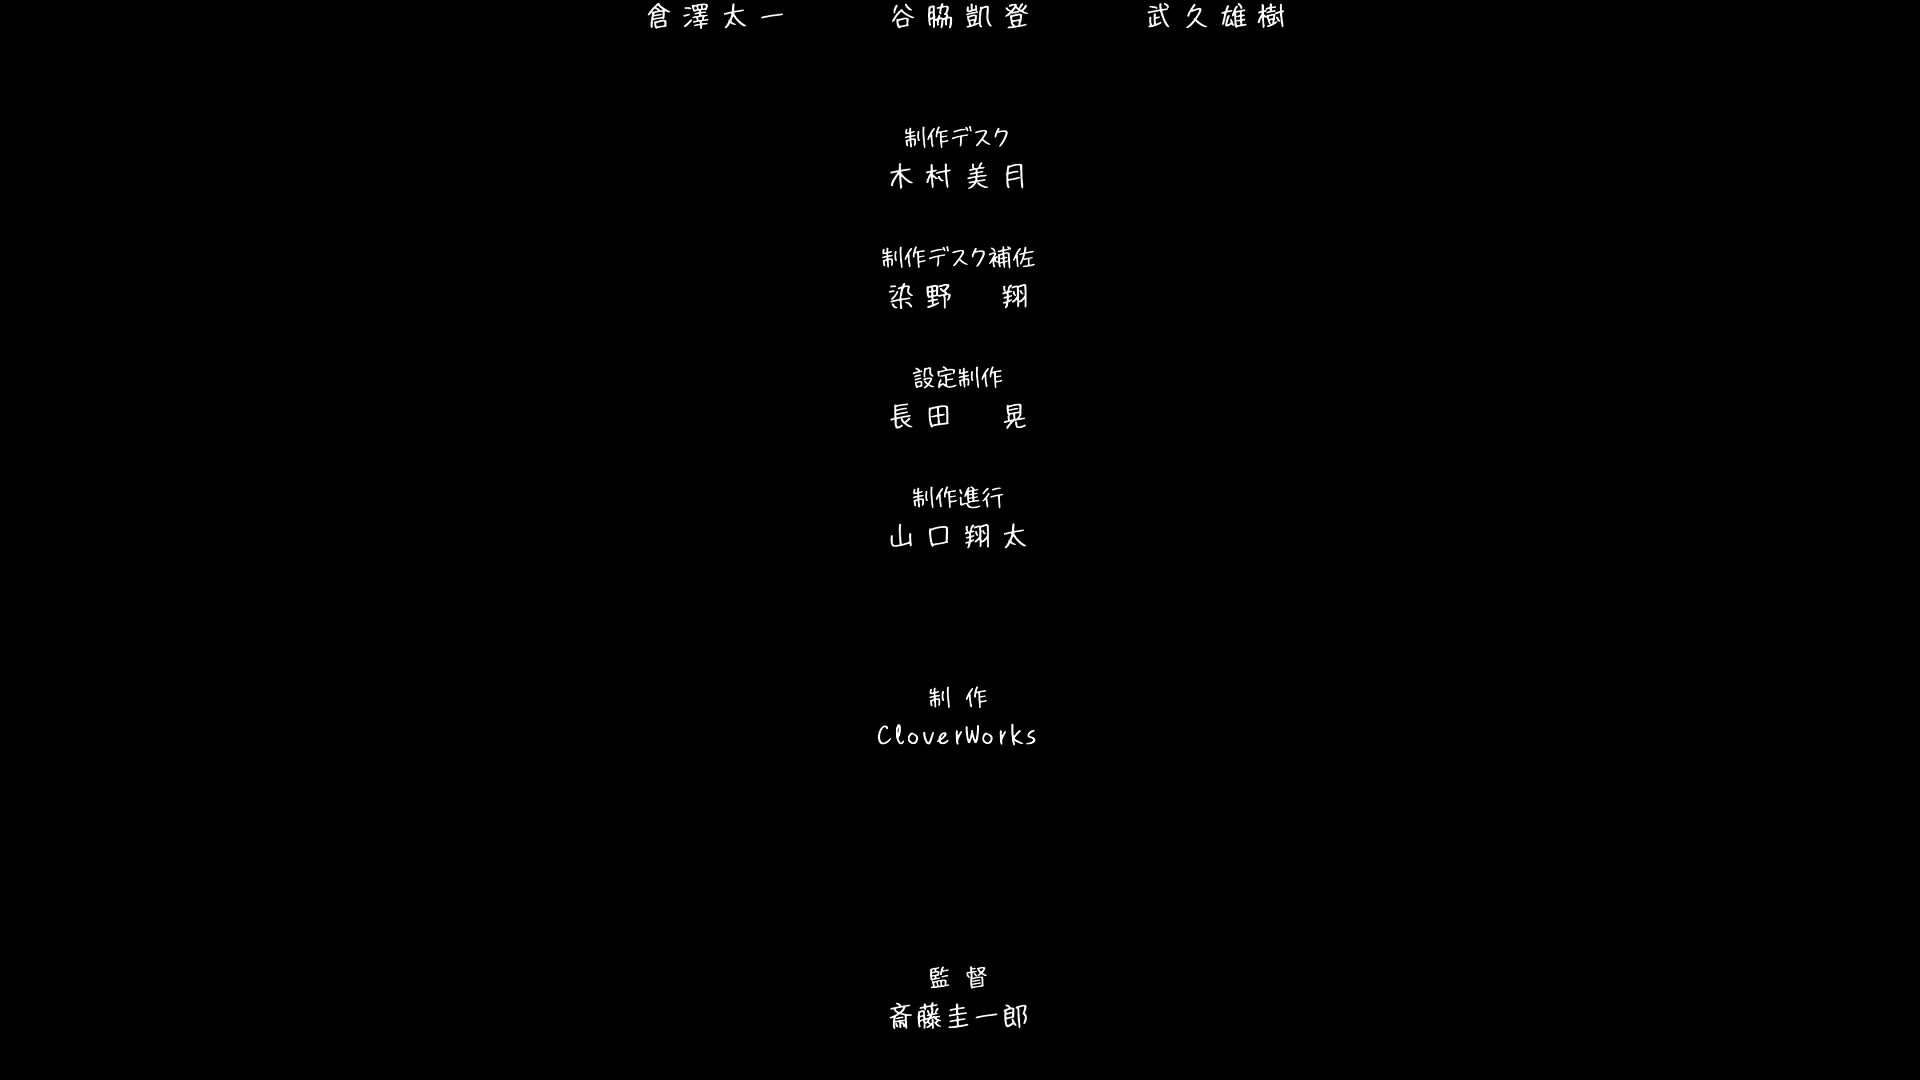 倉澤太一 谷脇凱登 武久雄樹
制作デスク
木村美月
制作デスク補佐
染野 翔
設定制作
長田 晃
制作進行
山口翔太
制作
CloverWorks
監督
斎藤圭一郎